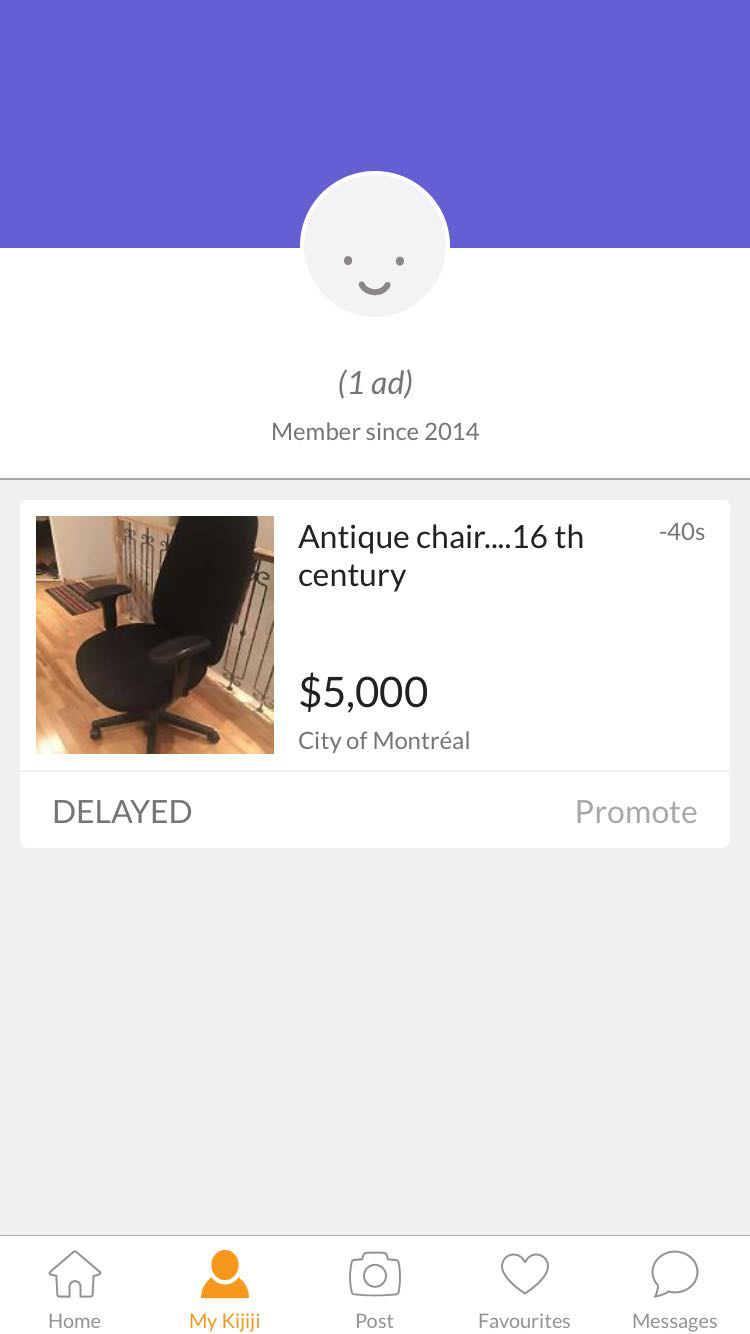 (1 ad)
Member since 2014
Antique chair....16 th
century
-40s
$5,000
City of Montréal
DELAYED
Promote
Home
My Kijiji
Post
Favourites
Messages